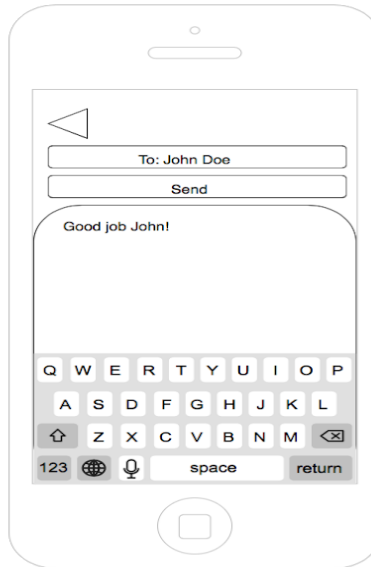 To: John Doe
Send
Good job John!
Q W E R T Y U I O P
A S D F G H J K L
Z X C V B N M
123 space return